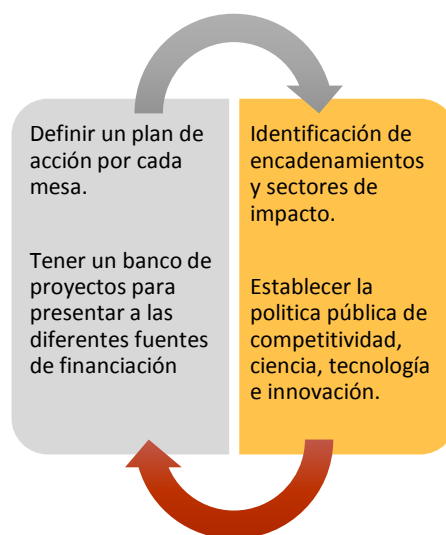 Definir un plan de
acción por cada
mesa.
Tener un banco de
proyectos para
presentar a las
diferentes fuentes
de financiación
Identificación de
encadenamientos
y sectores de
impacto.
Establecer la
politica pública de
competitividad,
ciencia, tecnología
e innovación.